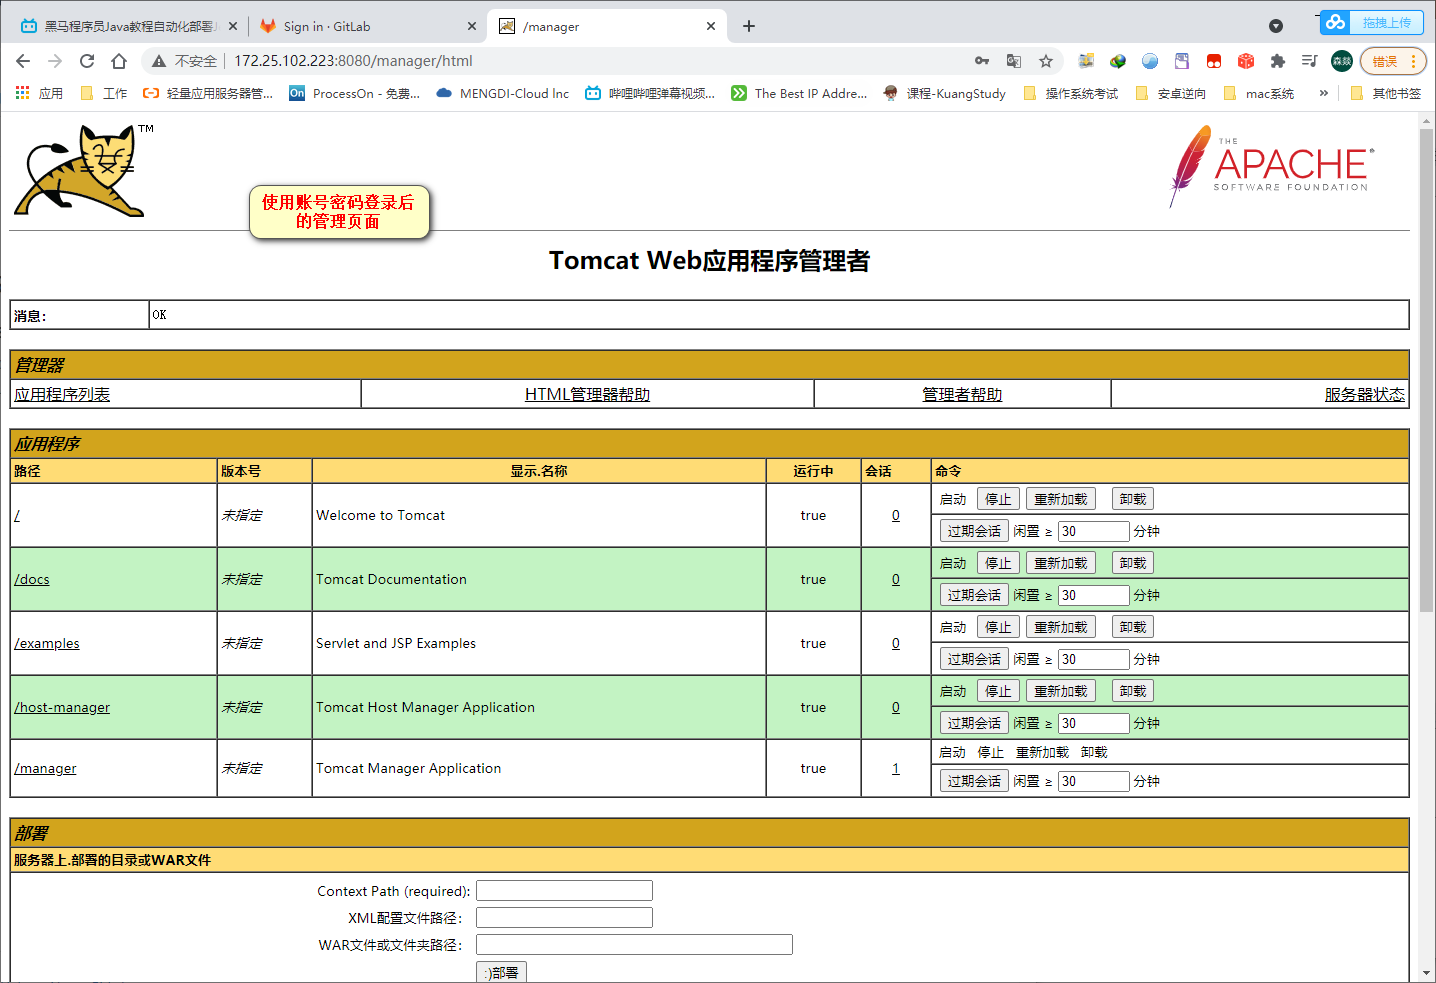 黑马程序员Java教程自动化部署J
Sign in · GitLab
/manager
拖拽上传
不安全
172.25.102.223:8080/manager/html
森燚
错误
应用
工作
轻量应用服务器管...
On
ProcessOn - 免费...
MENGDI-Cloud lnc
哔哩哔哩弹幕视频...
The Best IP Addre...
课程-KuangStudy
操作系统考试
安卓逆向
mac系统
»
其他书签
TM
THE
APACHE®
SOFTWARE FOUNDATION
使用账号密码登录后
的管理页面
Tomcat Web应用程序管理者
消息：
OK
管理器
应用程序列表
HTML管理器帮助
管理者帮助
服务器状态
应用程序
路径
版本号
显示.名称
运行中
会话
命令
/
未指定
Welcome to Tomcat
true
0
启动 停止 重新加载 卸载
过期会话 闲置 ≥ 30 分钟
/docs
未指定
Tomcat Documentation
true
0
启动 停止 重新加载 卸载
过期会话 闲置 ≥ 30 分钟
/examples
未指定
Servlet and JSP Examples
true
0
启动 停止 重新加载 卸载
过期会话 闲置 ≥ 30 分钟
/host-manager
未指定
Tomcat Host Manager Application
true
0
启动 停止 重新加载 卸载
过期会话 闲置 ≥ 30 分钟
/manager
未指定
Tomcat Manager Application
true
1
启动 停止 重新加载 卸载
过期会话 闲置 ≥ 30 分钟
部署
服务器上.部署的目录或WAR文件
Context Path (required):
XML配置文件路径：
WAR文件或文件夹路径：
:)部署